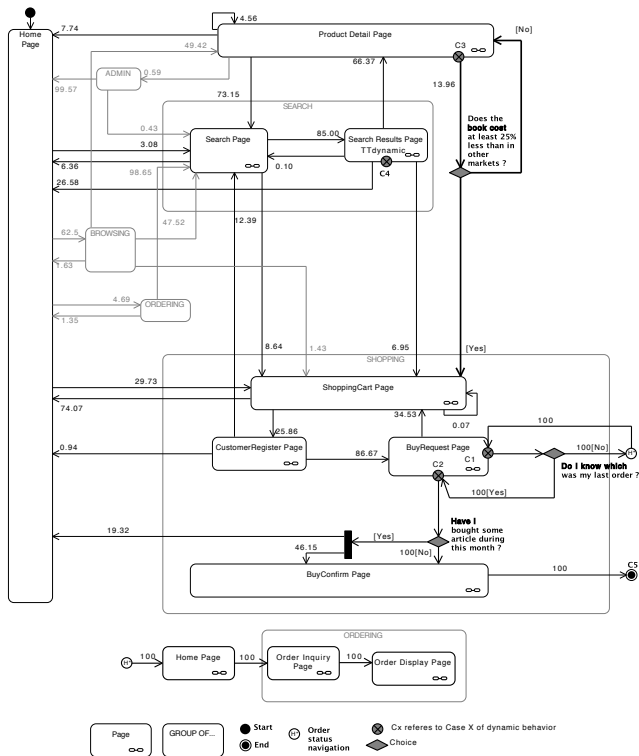 4.56
Home
Page
7.74
Product Detail Page
[No]
49.42
C3
ADMIN
0.59
66.37
99.57
13.96
73.15
SEARCH
Does the
book cost
at least 25%
less than in
other
markets ?
0.43
Search Page
85.00
Search Results Page
TTdynamic
3.08
6.36
98.65
0.10
C4
26.58
12.39
47.52
62.5
BROWSING
1.63
4.69
ORDERING
1.35
8.64
1.43
6.95
[Yes]
SHOPPING
29.73
ShoppingCart Page
74.07
34.53
0.07
100
25.86
CustomerRegister Page
BuyRequest Page
C1
100[No]
H*
0.94
86.67
C2
Do I know which
was my last order ?
100[Yes]
Have I
bought some
article during
this month ?
19.32
[Yes]
46.15
100[No]
BuyConfirm Page
100
C5
ORDERING
H*
100
Home Page
100
Order Inquiry
Page
100
Order Display Page
Page
GROUP OF...
Start
End
H*
Order
status
navigation
Cx referes to Case X of dynamic behavior
Choice